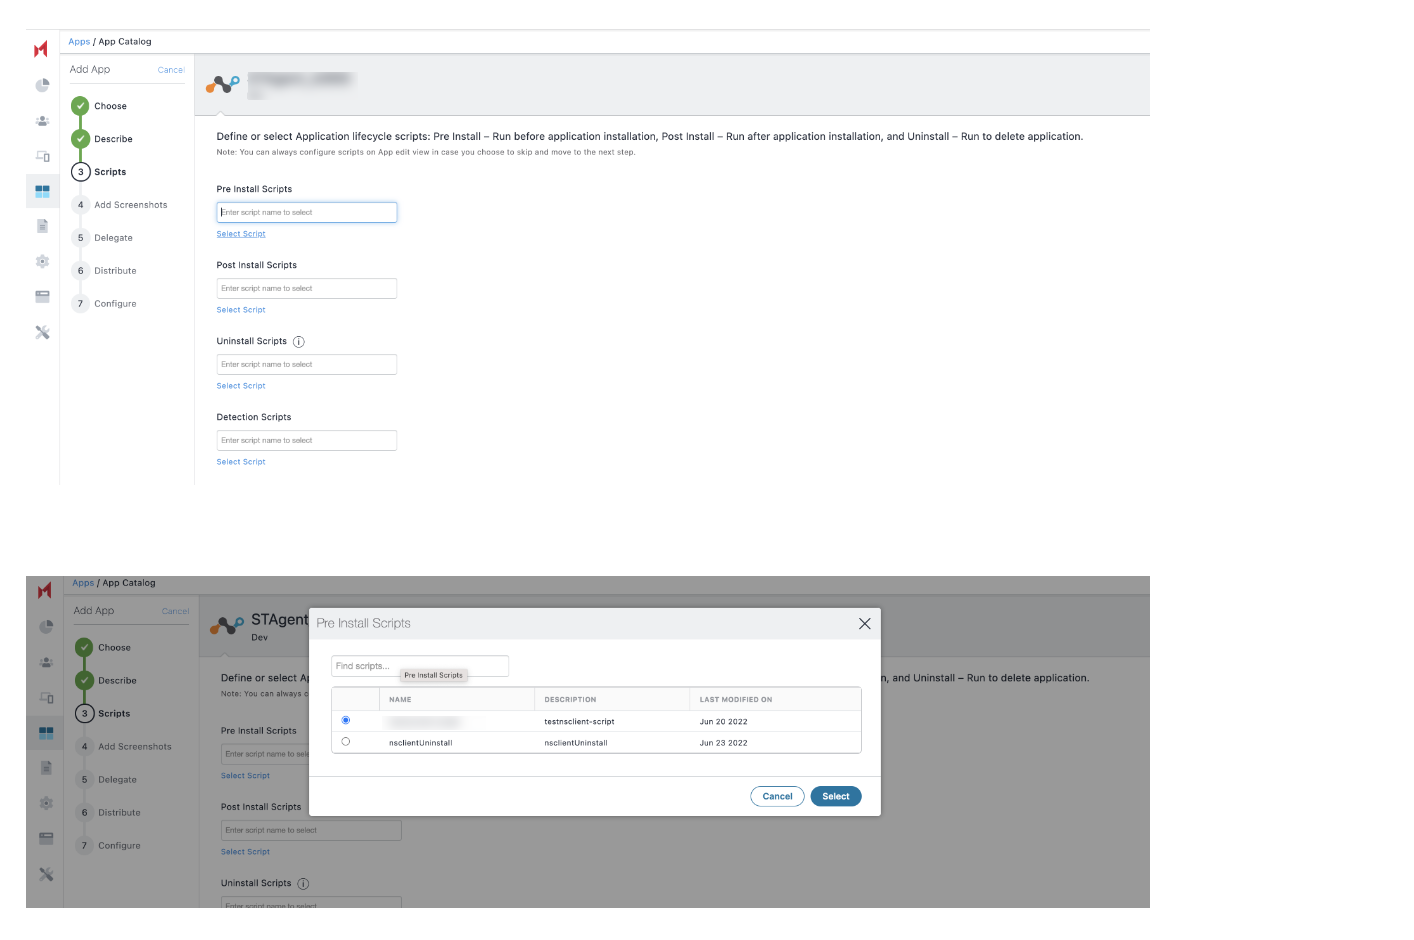 Apps / App Catalog
Add App Cancel
Choose
Describe
3 Scripts
4 Add Screenshots
5 Delegate
6 Distribute
7 Configure
Define or select Application lifecycle scripts: Pre Install – Run before application installation, Post Install – Run after application installation, and Uninstall – Run to delete application.
Note: You can always configure scripts on App edit view in case you choose to skip and move to the next step.
Pre Install Scripts
Enter script name to select
Select Script
Post Install Scripts
Enter script name to select
Select Script
Uninstall Scripts i
Enter script name to select
Select Script
Detection Scripts
Enter script name to select
Select Script
Apps / App Catalog
Add App Cancel
Choose
Describe
3 Scripts
4 Add Screenshots
5 Delegate
6 Distribute
7 Configure
STAgent
Dev
Define or select A
n, and Uninstall – Run to delete application.
Note: You can always c
Pre Install Scripts
Enter script name to sele
Select Script
Post Install Scripts
Enter script name to select
Select Script
Uninstall Scripts i
Enter script name to select
Pre Install Scripts
Find scripts...
Pre Install Scripts
NAME DESCRIPTION LAST MODIFIED ON
testnsclient-script Jun 20 2022
nsclientUninstall nsclientUninstall Jun 23 2022
Cancel Select